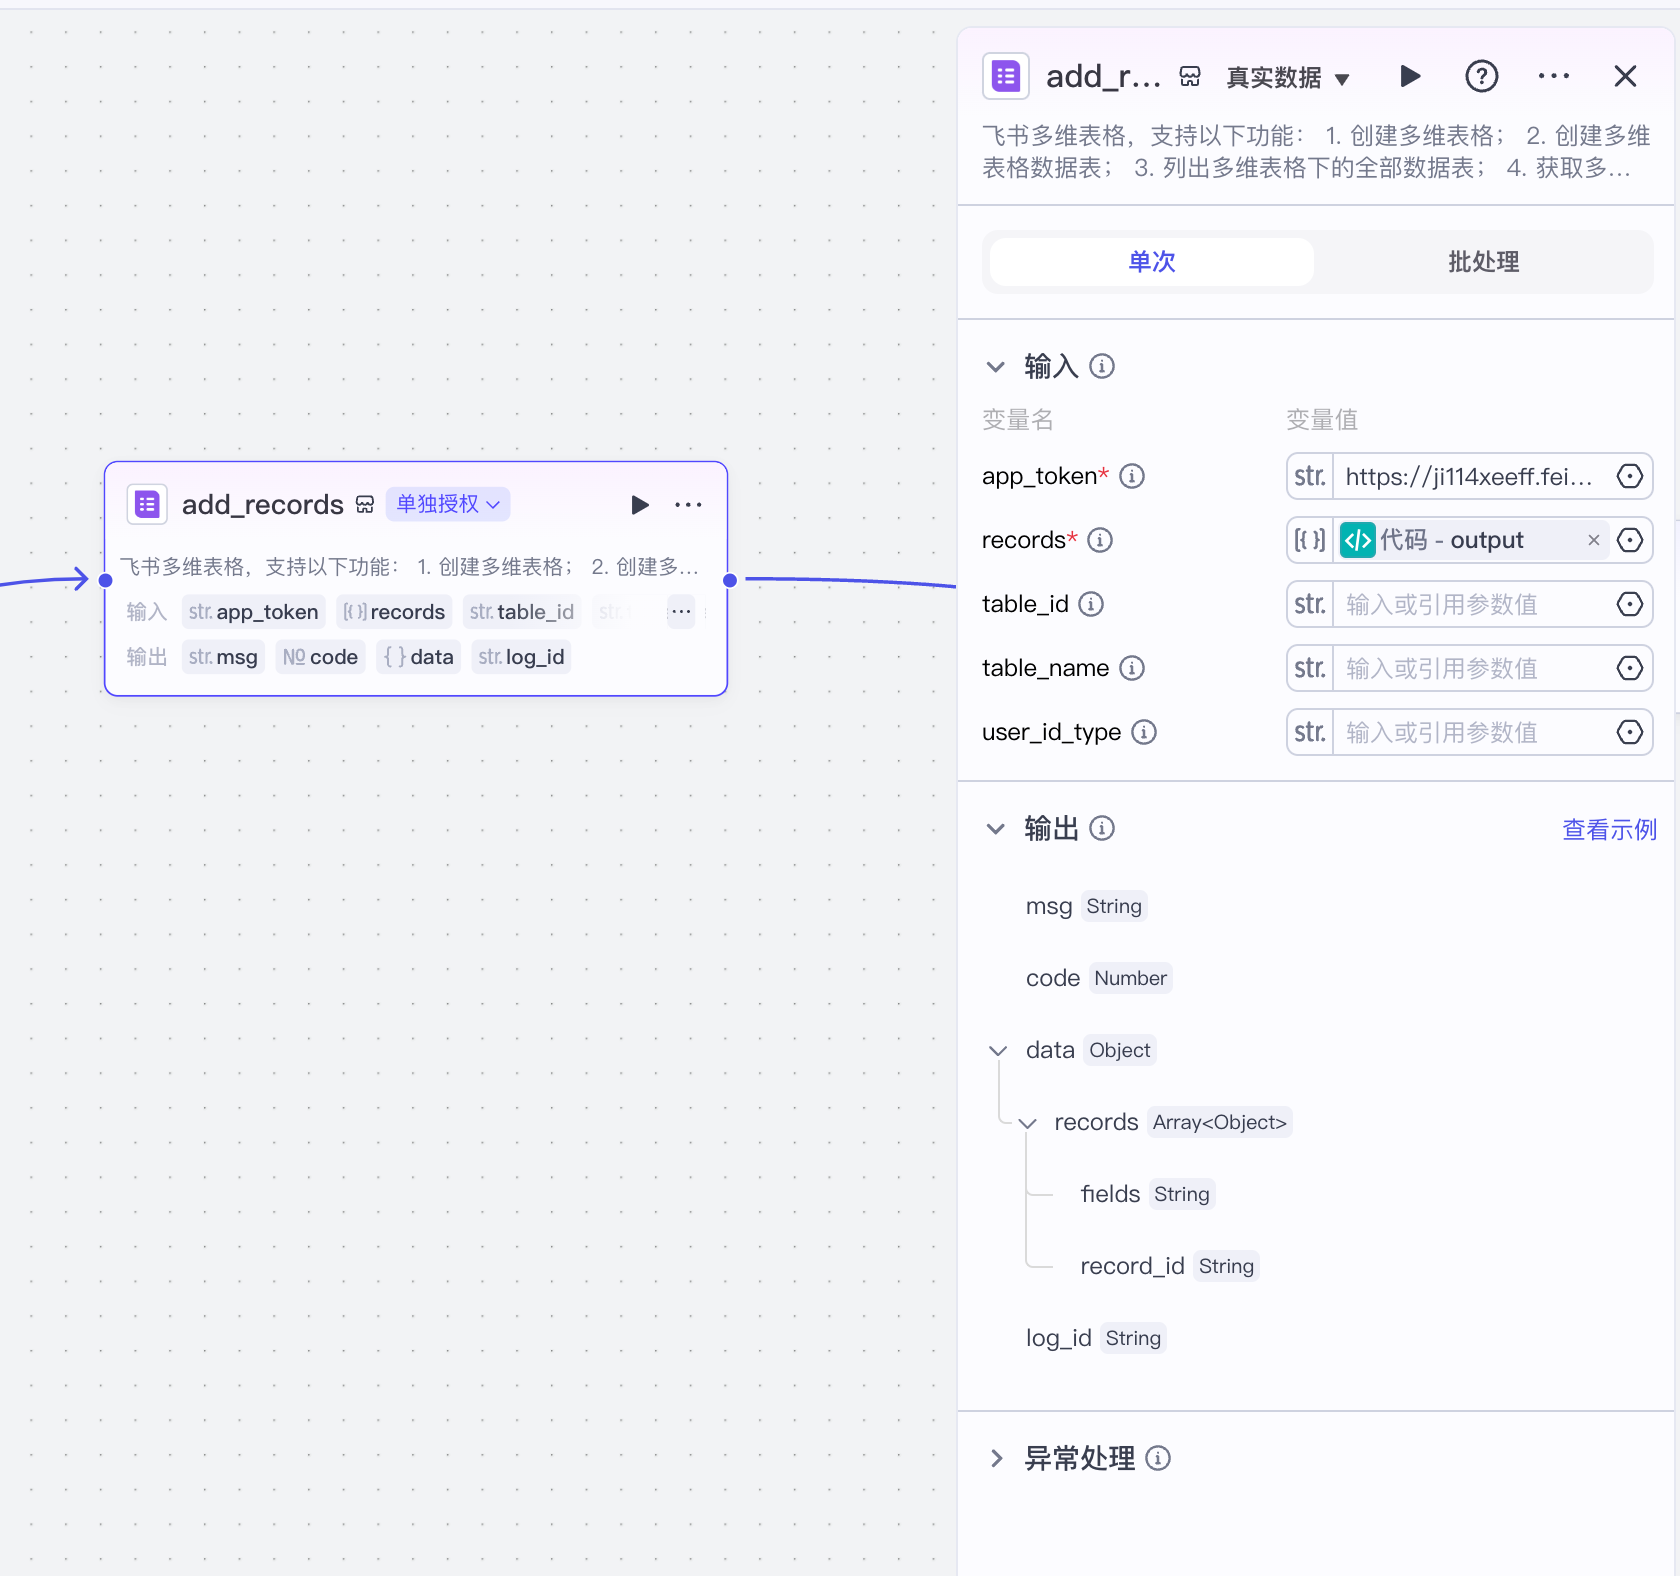 add_records 单独授权
飞书多维表格，支持以下功能： 1. 创建多维表格； 2. 创建多...
输入 str. app_token [{}] records str. table_id str. ...
输出 str. msg № code { } data str. log_id
add_r... 真实数据
飞书多维表格，支持以下功能： 1. 创建多维表格； 2. 创建多维
表格数据表； 3. 列出多维表格下的全部数据表； 4. 获取多...
单次 批处理
输入
变量名 变量值
app_token* str. https://ji114xeeff.fei...
records* [{}] </> 代码 - output ×
table_id str. 输入或引用参数值
table_name str. 输入或引用参数值
user_id_type str. 输入或引用参数值
输出 查看示例
msg String
code Number
data Object
records Array<Object>
fields String
record_id String
log_id String
异常处理